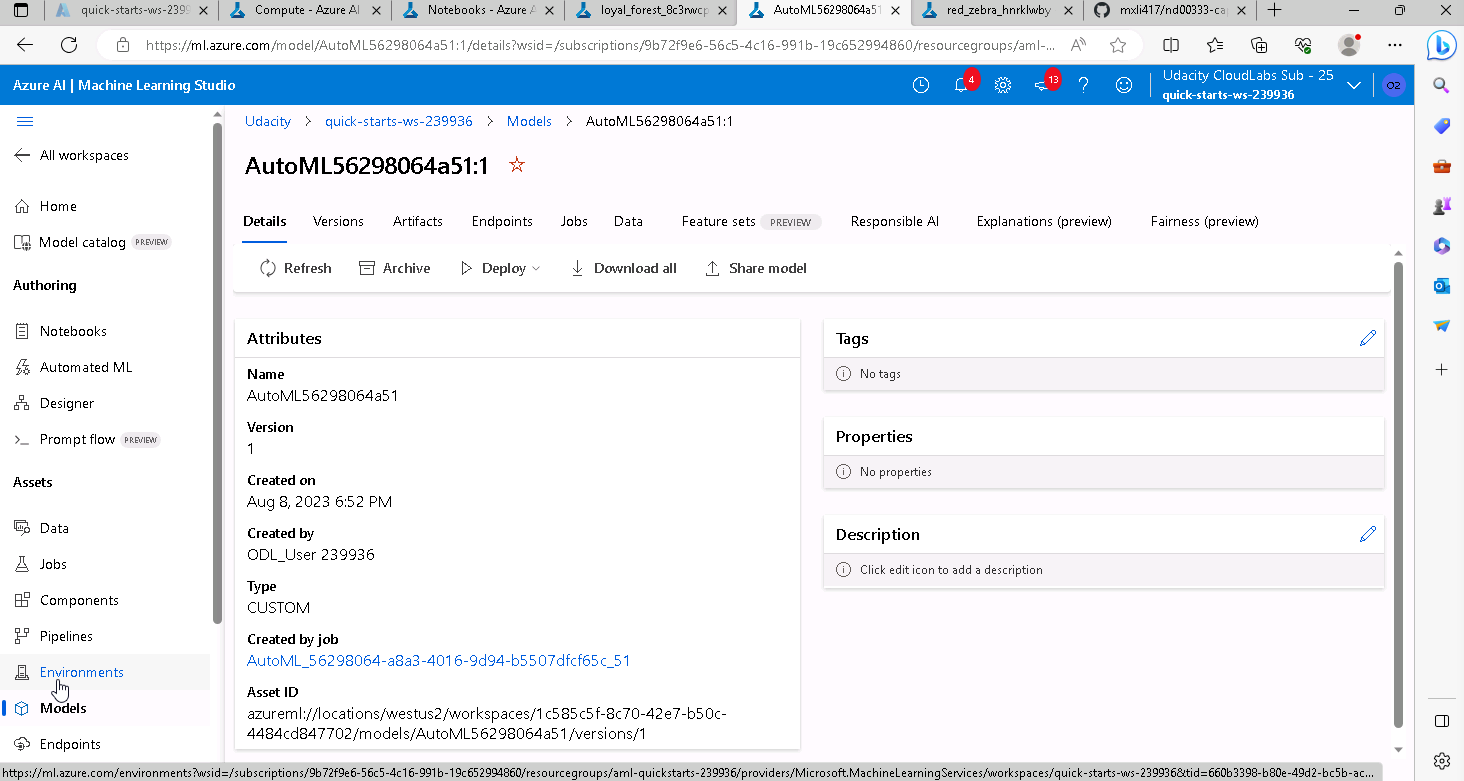 quick-starts-ws-2399
Compute - Azure AI
Notebooks - Azure A
loyal_forest_8c3rwcp
AutoML56298064a51
red_zebra_hnrklwby
mxli417/nd00333-ca
https://ml.azure.com/model/AutoML56298064a51:1/details?wsid=/subscriptions/9b72f9e6-56c5-4c16-991b-19c652994860/resourcegroups/aml-...
Azure AI | Machine Learning Studio
4
13
Udacity CloudLabs Sub - 25
quick-starts-ws-239936
O2
All workspaces
Home
Model catalog PREVIEW
Authoring
Notebooks
Automated ML
Designer
Prompt flow PREVIEW
Assets
Data
Jobs
Components
Pipelines
Environments
Models
Endpoints
Udacity > quick-starts-ws-239936 > Models > AutoML56298064a51:1
AutoML56298064a51:1
Details Versions Artifacts Endpoints Jobs Data Feature sets PREVIEW Responsible AI Explanations (preview) Fairness (preview)
Refresh Archive Deploy Download all Share model
Attributes
Name
AutoML56298064a51
Version
1
Created on
Aug 8, 2023 6:52 PM
Created by
ODL_User 239936
Type
CUSTOM
Created by job
AutoML_56298064-a8a3-4016-9d94-b5507dfcf65c_51
Asset ID
azureml://locations/westus2/workspaces/1c585c5f-8c70-42e7-b50c-
4484cd847702/models/AutoML56298064a51/versions/1
Tags
No tags
Properties
No properties
Description
Click edit icon to add a description
https://ml.azure.com/environments?wsid=/subscriptions/9b72f9e6-56c5-4c16-991b-19c652994860/resourcegroups/aml-quickstarts-239936/providers/Microsoft.MachineLearningServices/workspaces/quick-starts-ws-239936&tid=660b3398-b80e-49d2-bc5b-ac...